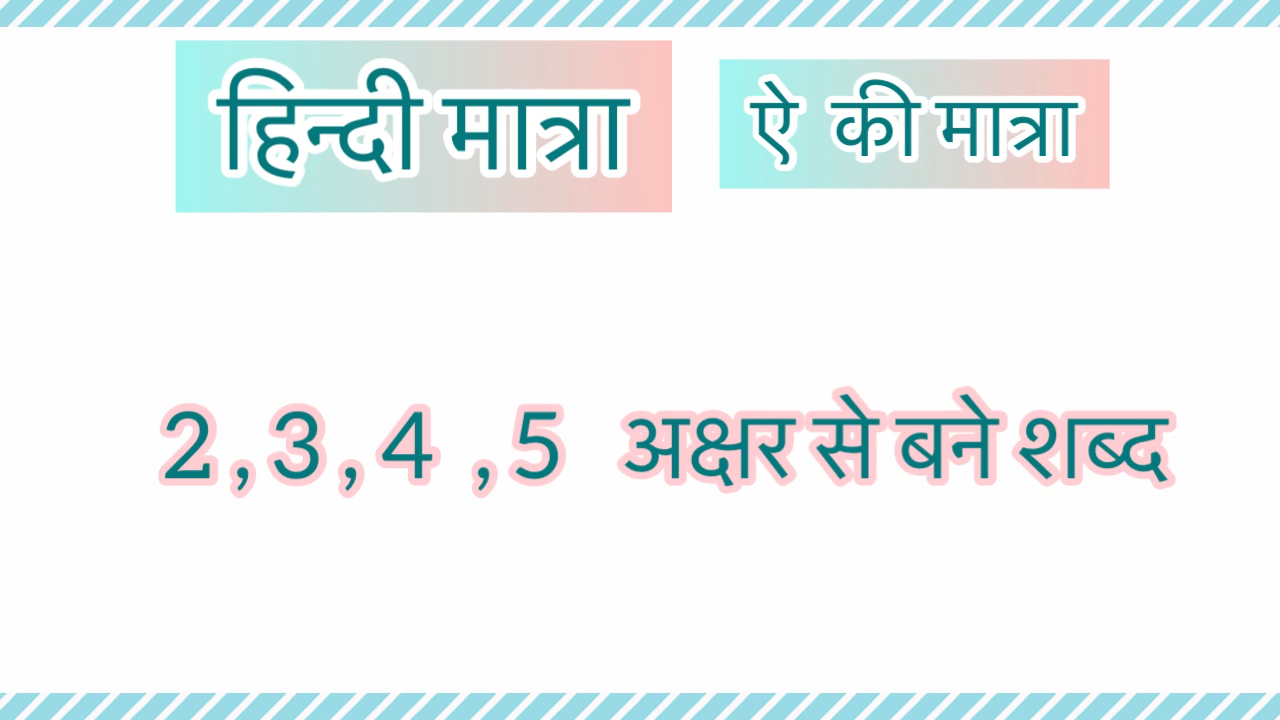 हिन्दी मात्रा
ऐ की मात्रा
2 , 3 , 4 , 5 अक्षर से बने शब्द